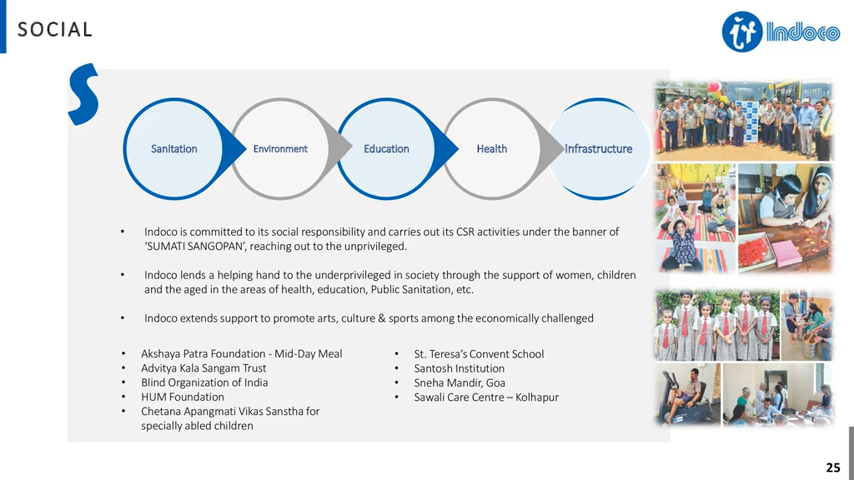 SOCIAL
Indoco
S
Sanitation
Environment
Education
Health
Infrastructure
• Indoco is committed to its social responsibility and carries out its CSR activities under the banner of
‘SUMATI SANGOPAN’, reaching out to the unprivileged.
• Indoco lends a helping hand to the underprivileged in society through the support of women, children
and the aged in the areas of health, education, Public Sanitation, etc.
• Indoco extends support to promote arts, culture & sports among the economically challenged
• Akshaya Patra Foundation - Mid-Day Meal
• Advitya Kala Sangam Trust
• Blind Organization of India
• HUM Foundation
• Chetana Apangmati Vikas Sanstha for
specially abled children
• St. Teresa’s Convent School
• Santosh Institution
• Sneha Mandir, Goa
• Sawali Care Centre – Kolhapur
25